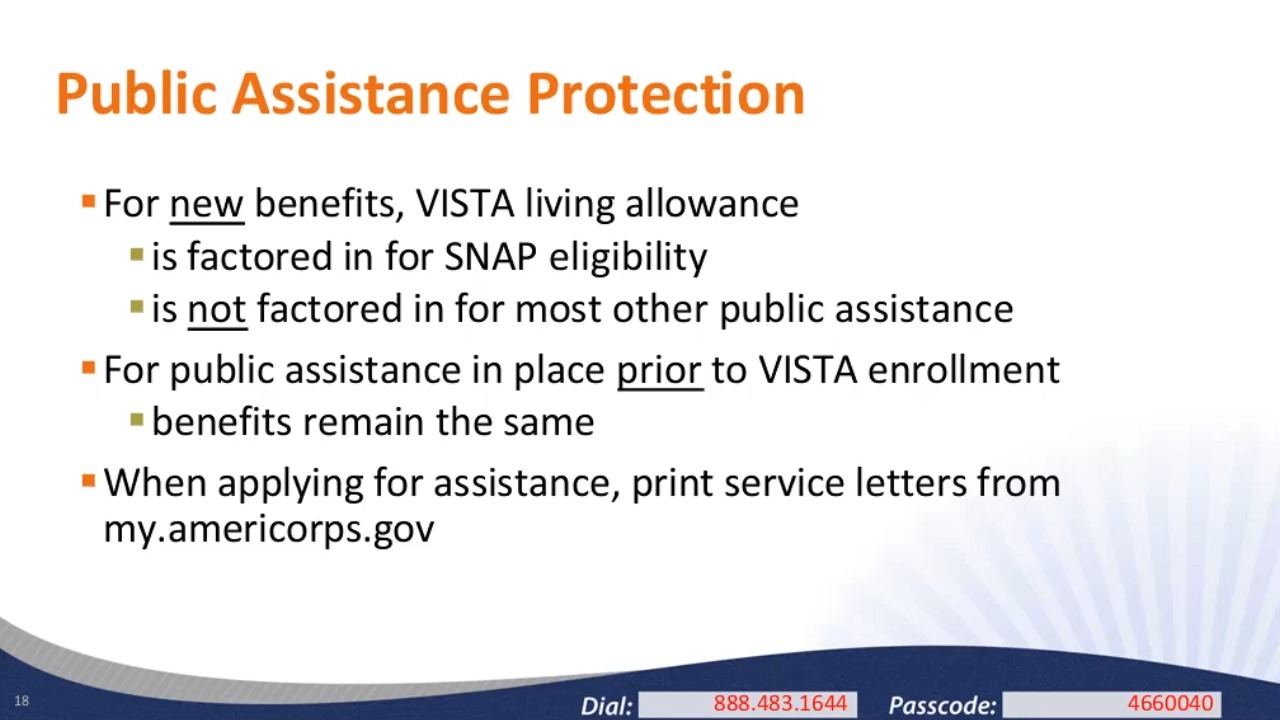 Public Assistance Protection
For new benefits, VISTA living allowance
is factored in for SNAP eligibility
is not factored in for most other public assistance
For public assistance in place prior to VISTA enrollment
benefits remain the same
When applying for assistance, print service letters from
my.americorps.gov
18
Dial: 888.483.1644 Passcode: 4660040